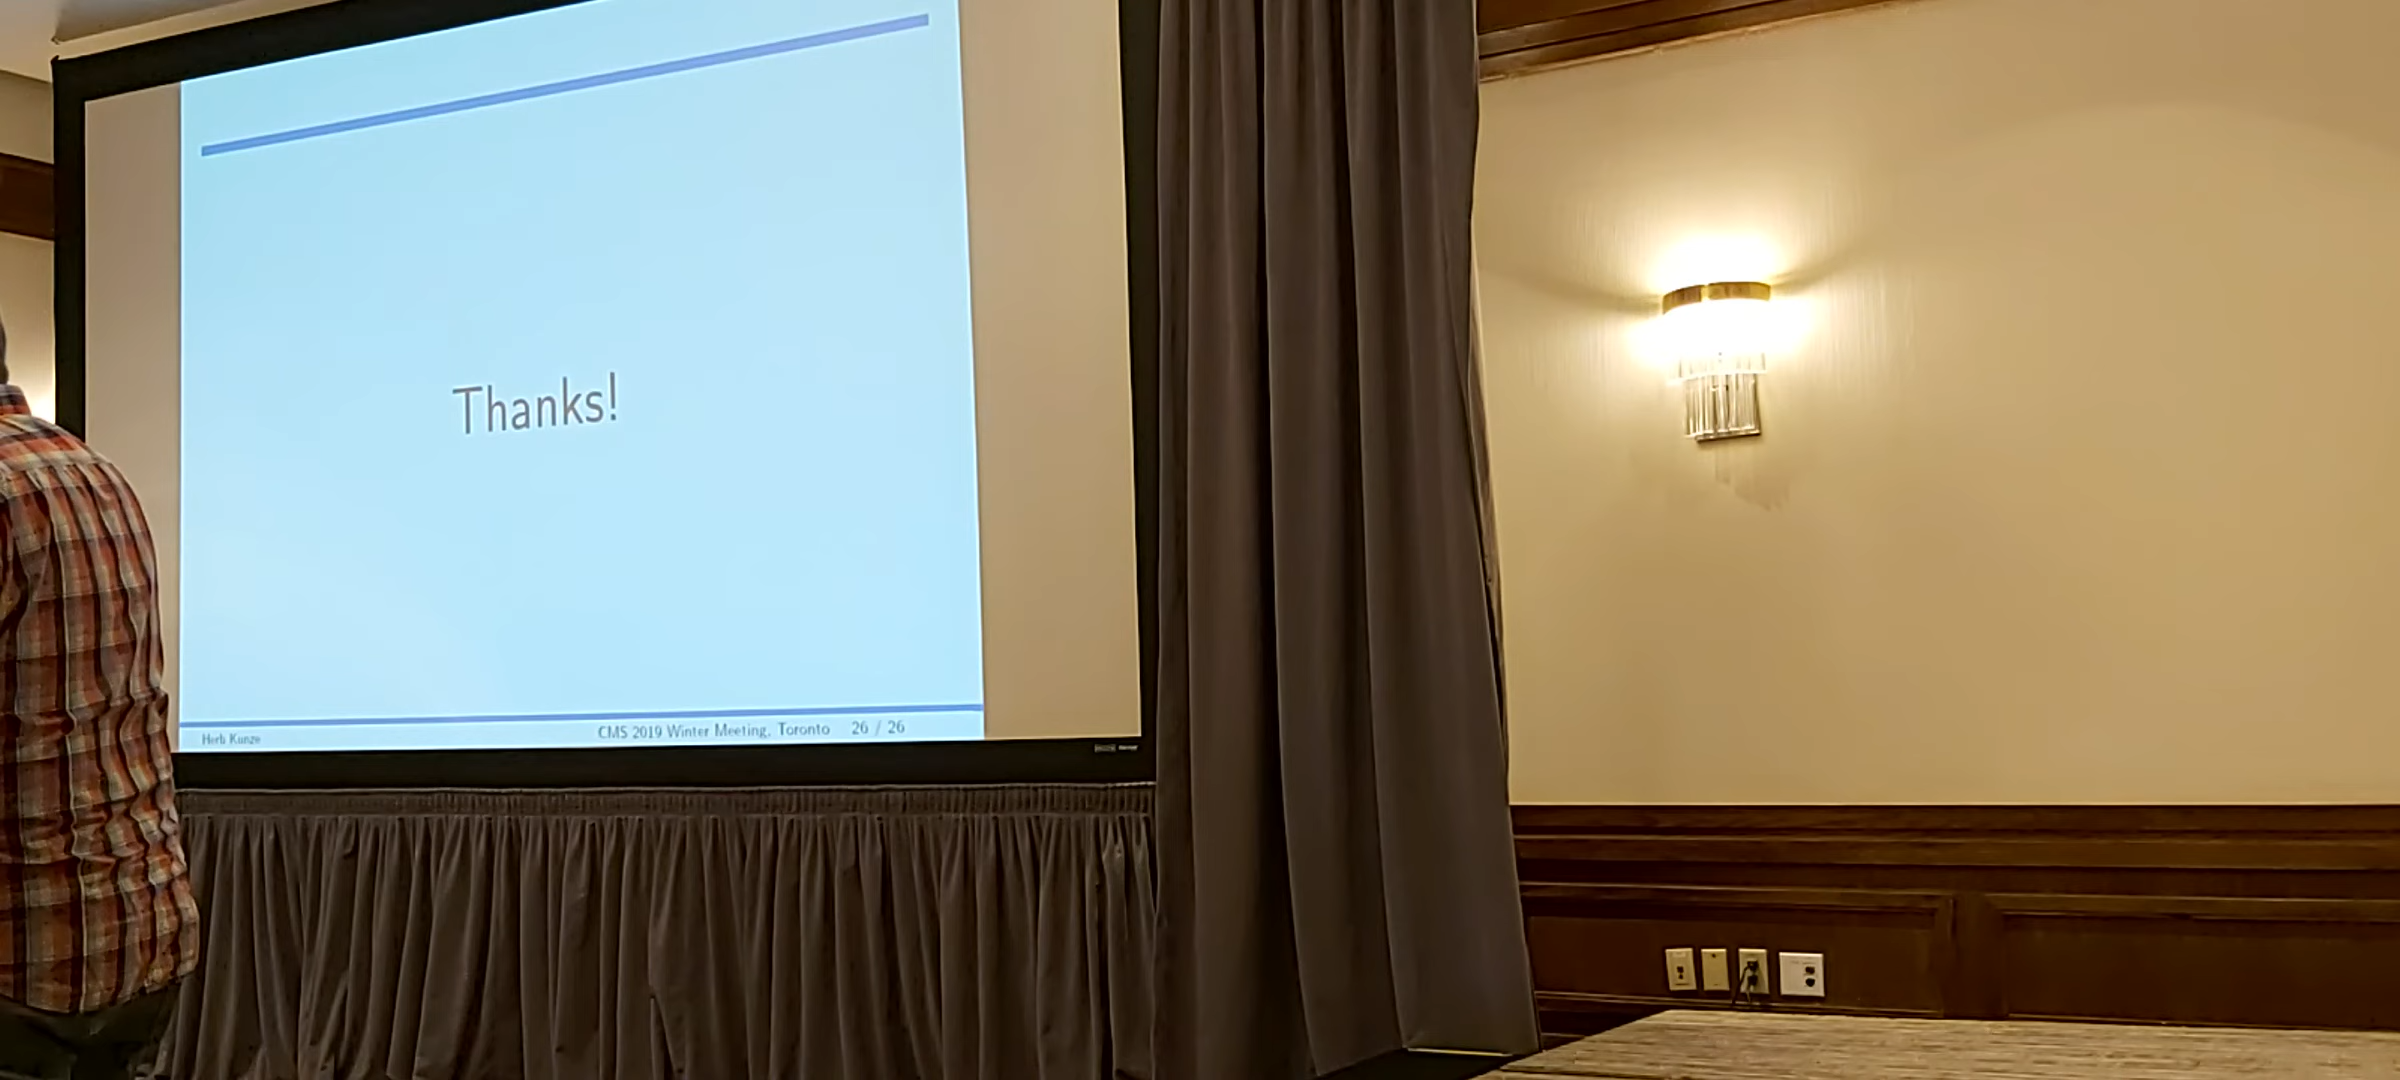 Thanks!
Herb Kunze
CMS 2019 Winter Meeting, Toronto 26 / 26